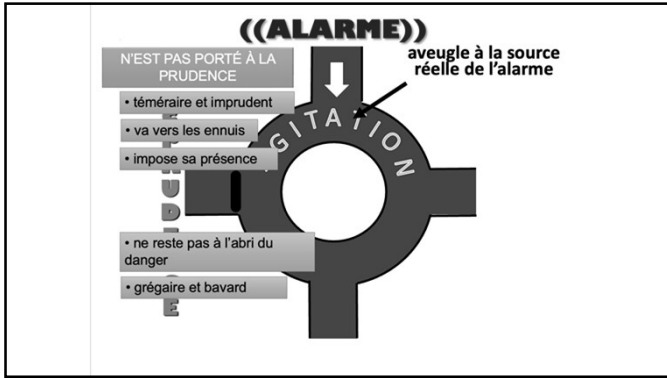 ((ALARME))
N'EST PAS PORTÉ À LA
PRUDENCE
aveugle à la source
réelle de l'alarme
• téméraire et imprudent
AGITATION
• va vers les ennuis
• impose sa présence
• ne reste pas à l'abri du
danger
• grégaire et bavard